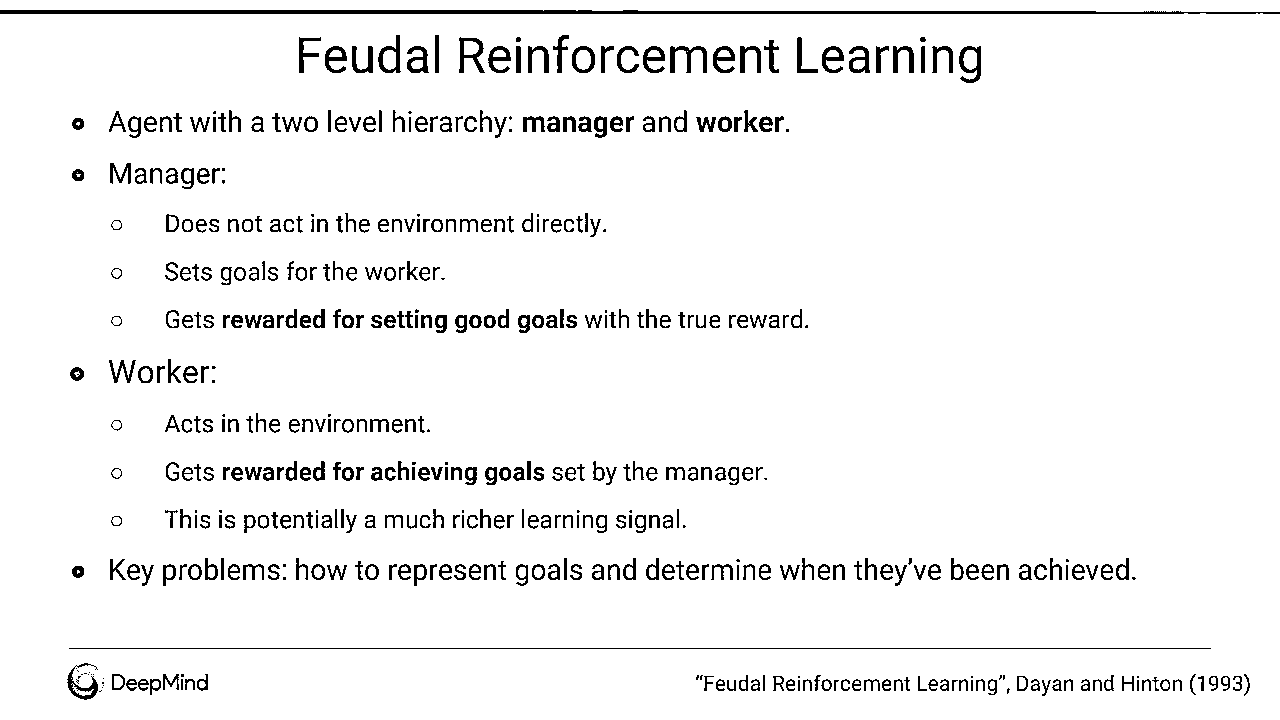 Feudal Reinforcement Learning
Agent with a two level hierarchy: manager and worker.
Manager:
Does not act in the environment directly.
Sets goals for the worker.
Gets rewarded for setting good goals with the true reward.
Worker:
Acts in the environment.
Gets rewarded for achieving goals set by the manager.
This is potentially a much richer learning signal.
Key problems: how to represent goals and determine when they’ve been achieved.
DeepMind
“Feudal Reinforcement Learning”, Dayan and Hinton (1993)